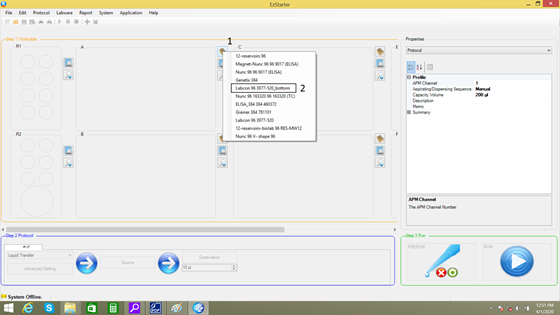 EzStarter
File Edit Protocol Labware Report System Application Help
1
Step 1 Worktable
R1
A
C
E
12-reservoirs 96
Magnet-Nunc 96 96 9017 (ELISA)
Nunc 96 9017 (ELISA)
Genetix 384
Labcon 96 3977-520_bottom
2
Nunc 96 163320 96 163320 (TC)
ELISA_384 384 460372
Greiner 384 781101
Labcon 96 3977-520
12-reservoirs-biolab 96 RES-MW12
Nunc 96 V- shape 96
R2
B
Properties
Protocol
Profile
APM Channel 1
Aspirating/Dispensing Sequence Manual
Capacity Volume 200 µl
Description
Memo
Summary
APM Channel
The APM Channel Number
Step 2 Protocol
Liquid Transfer
Advanced Setting
Source
Destination
10 µl
Step 3 Run
PREVIEW
RUN
System Offline.
12:51 PM
4/1/2020